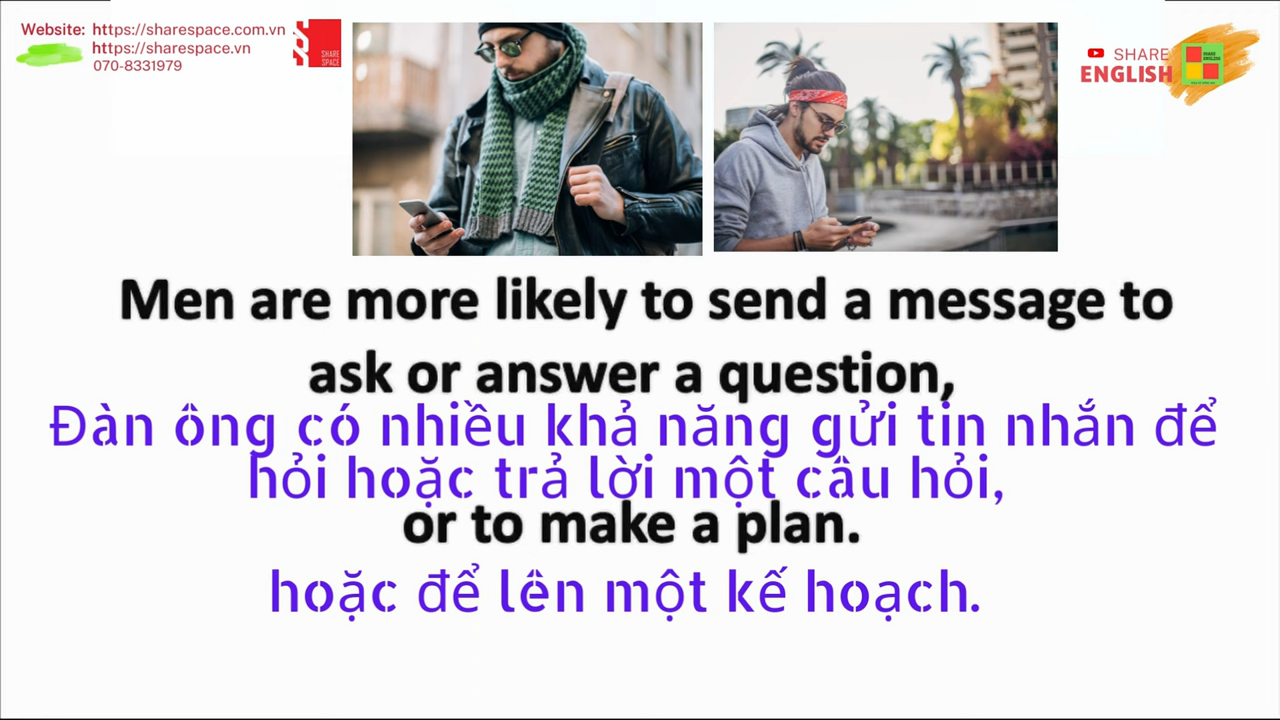 Website: https://sharespace.com.vn
https://sharespace.vn
070-8331979
SHARE
SPACE
SHARE
ENGLISH
Men are more likely to send a message to
ask or answer a question,
Đàn ông có nhiều khả năng gửi tin nhắn để
hỏi hoặc trả lời một câu hỏi,
or to make a plan.
hoặc để lên một kế hoạch.